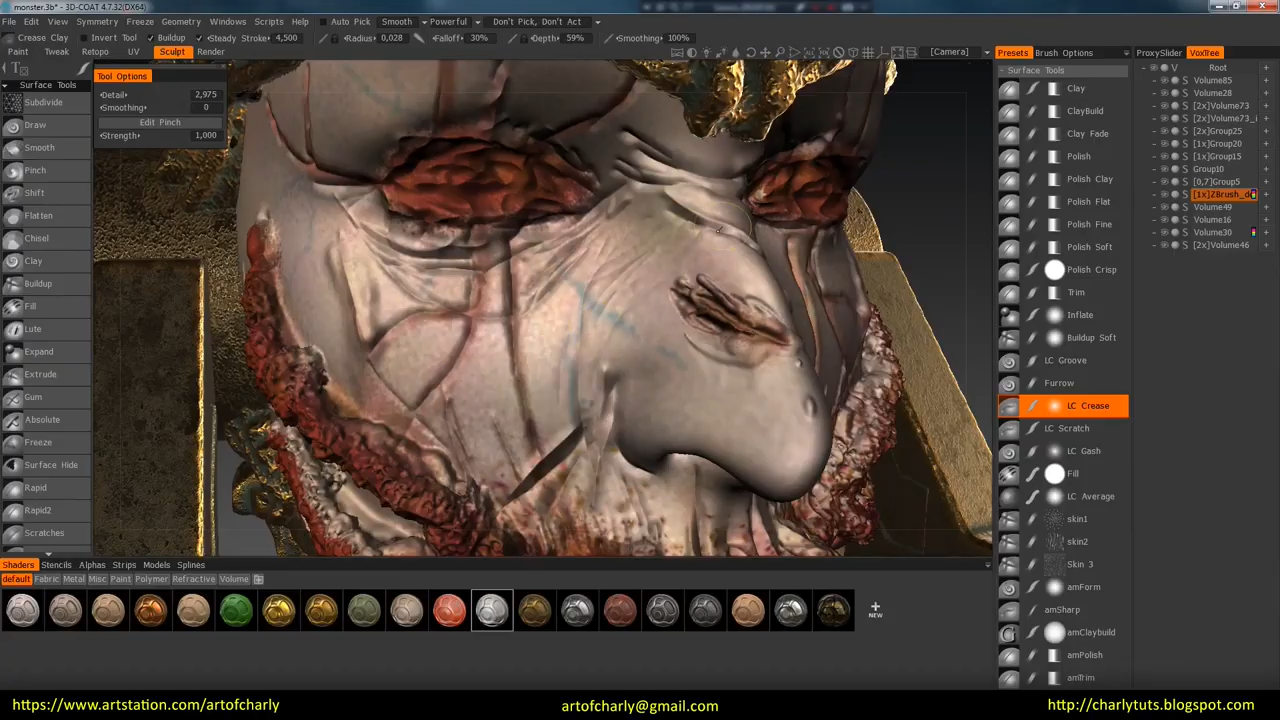 monster.3b* - 3D-COAT 4.7.32(DX64)
File Edit View Symmetry Freeze Geometry Windows Scripts Help Auto Pick Smooth Powerful Don't Pick, Don't Act
Crease Clay Invert Tool Buildup Steady Stroke: 4,500 Radius: 0,028 Falloff: 30% Depth: 59% Smoothing: 100%
Paint Tweak Retopo UV Sculpt Render [Camera] Presets Brush Options ProxySlider VoxTree
Surface Tools
Subdivide
Draw
Smooth
Pinch
Shift
Flatten
Chisel
Clay
Buildup
Fill
Lute
Expand
Extrude
Gum
Absolute
Freeze
Surface Hide
Rapid
Rapid2
Scratches
Tool Options
Detail: 2,975
Smoothing: 0
Edit Pinch
Strength: 1,000
Surface Tools
Clay
ClayBuild
Clay Fade
Polish
Polish Clay
Polish Flat
Polish Fine
Polish Soft
Polish Crisp
Trim
Inflate
Buildup Soft
LC Groove
Furrow
LC Crease
LC Scratch
LC Gash
Fill
LC Average
skin1
skin2
Skin 3
amForm
amSharp
amClaybuild
amPolish
amTrim
V Root +
S Volume85 +
S Volume28 +
S [2x]Volume73 +
S [2x]Volume73_i +
S [2x]Group25 +
S [1x]Group20 +
S [1x]Group15 +
S Group10 +
S [0,7]Group5 +
S [1x]ZBrush_d +
S Volume49 +
S Volume16 +
S Volume30 +
S [2x]Volume46 +
Shaders Stencils Alphas Strips Models Splines
default Fabric Metal Misc Paint Polymer Refractive Volume
+
NEW
https://www.artstation.com/artofcharly artofcharly@gmail.com http://charlytuts.blogspot.com